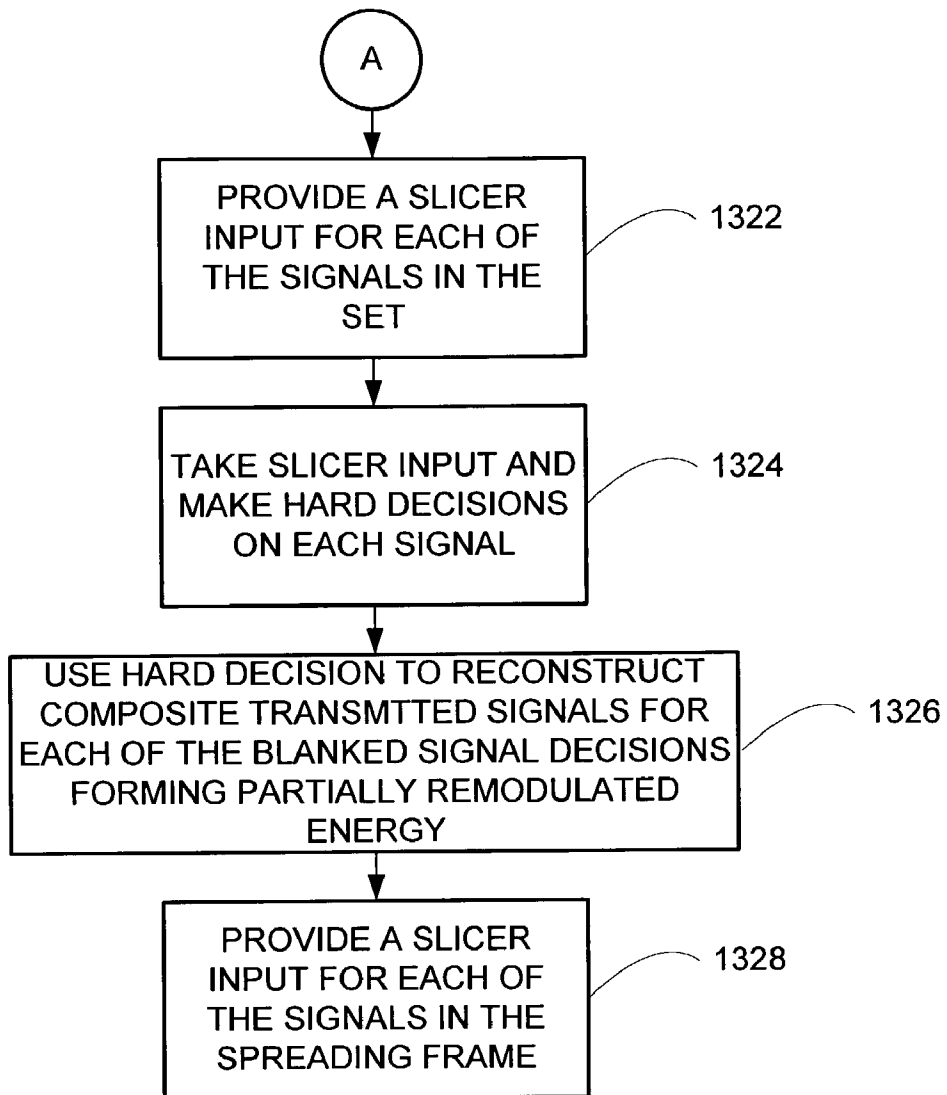 A
PROVIDE A SLICER
INPUT FOR EACH OF
THE SIGNALS IN THE
SET
1322
TAKE SLICER INPUT AND
MAKE HARD DECISIONS
ON EACH SIGNAL
1324
USE HARD DECISION TO RECONSTRUCT
COMPOSITE TRANSMTTED SIGNALS FOR
EACH OF THE BLANKED SIGNAL DECISIONS
FORMING PARTIALLY REMODULATED
ENERGY
1326
PROVIDE A SLICER
INPUT FOR EACH OF
THE SIGNALS IN THE
SPREADING FRAME
1328